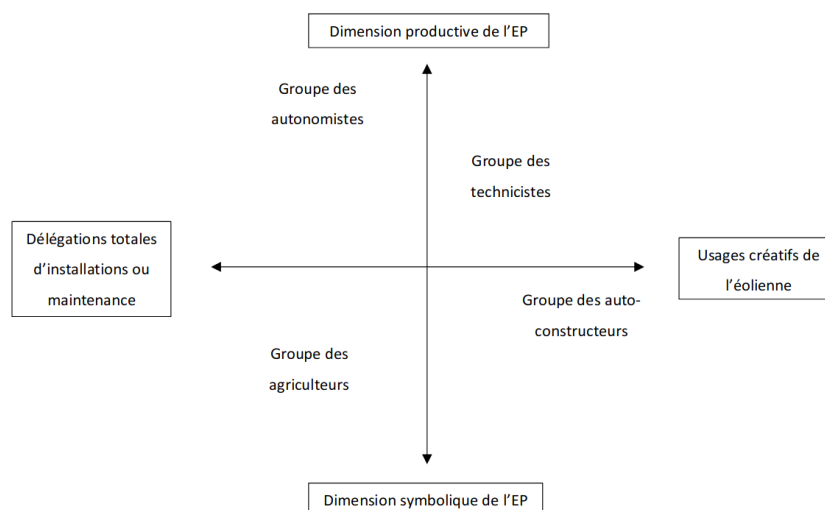 Dimension productive de l'EP
Groupe des
autonomistes
Groupe des
technicistes
Délégations totales
d'installations ou
maintenance
Usages créatifs de
l'éolienne
Groupe des auto-
constructeurs
Groupe des
agriculteurs
Dimension symbolique de l'EP